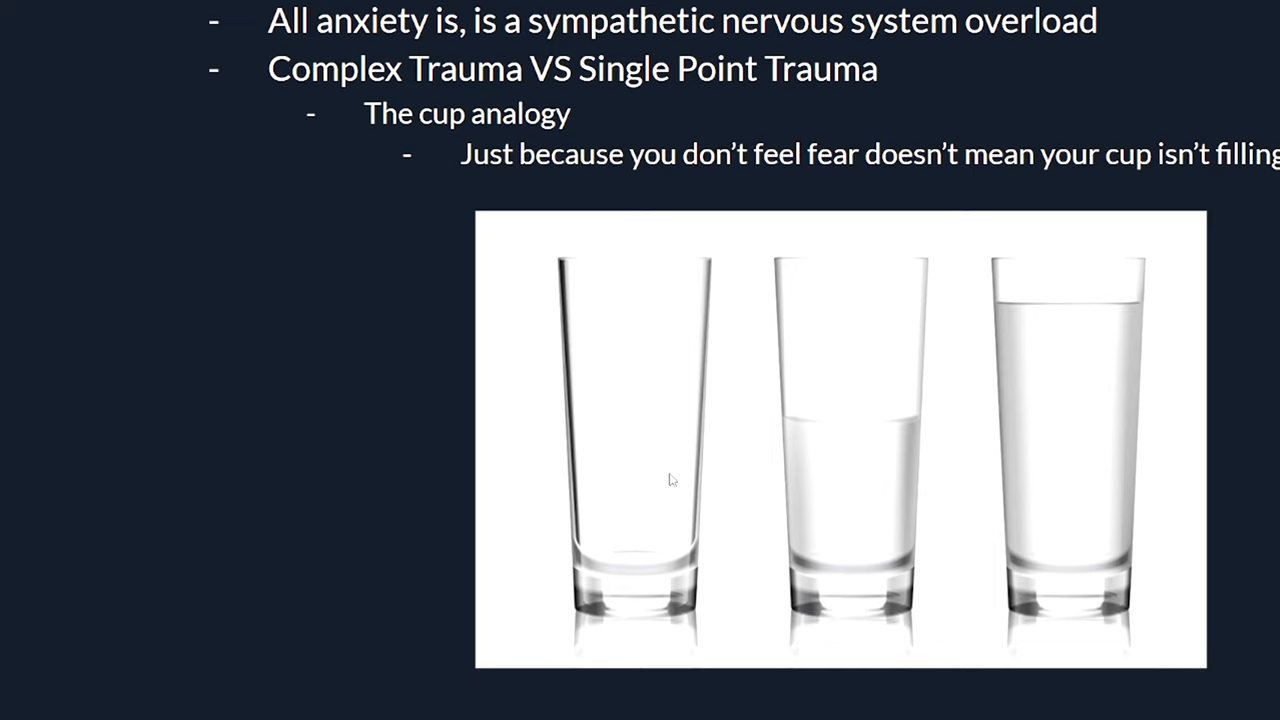 - All anxiety is, is a sympathetic nervous system overload
- Complex Trauma VS Single Point Trauma
- The cup analogy
- Just because you don’t feel fear doesn’t mean your cup isn’t filling